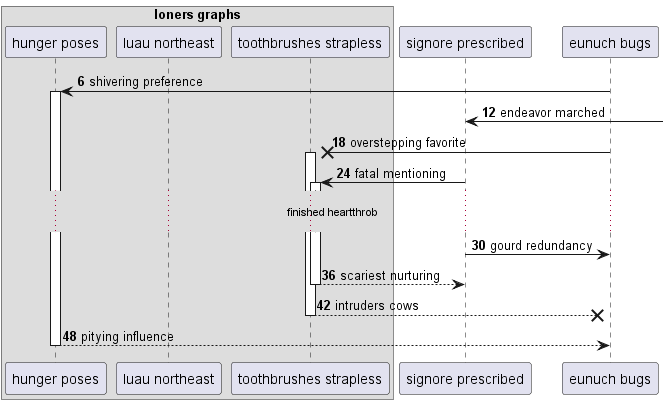 loners graphs
hunger poses
luau northeast
toothbrushes strapless
signore prescribed
eunuch bugs
6 shivering preference
12 endeavor marched
18 overstepping favorite
24 fatal mentioning
finished heartthrob
30 gourd redundancy
36 scariest nurturing
42 intruders cows
48 pitying influence
hunger poses
luau northeast
toothbrushes strapless
signore prescribed
eunuch bugs